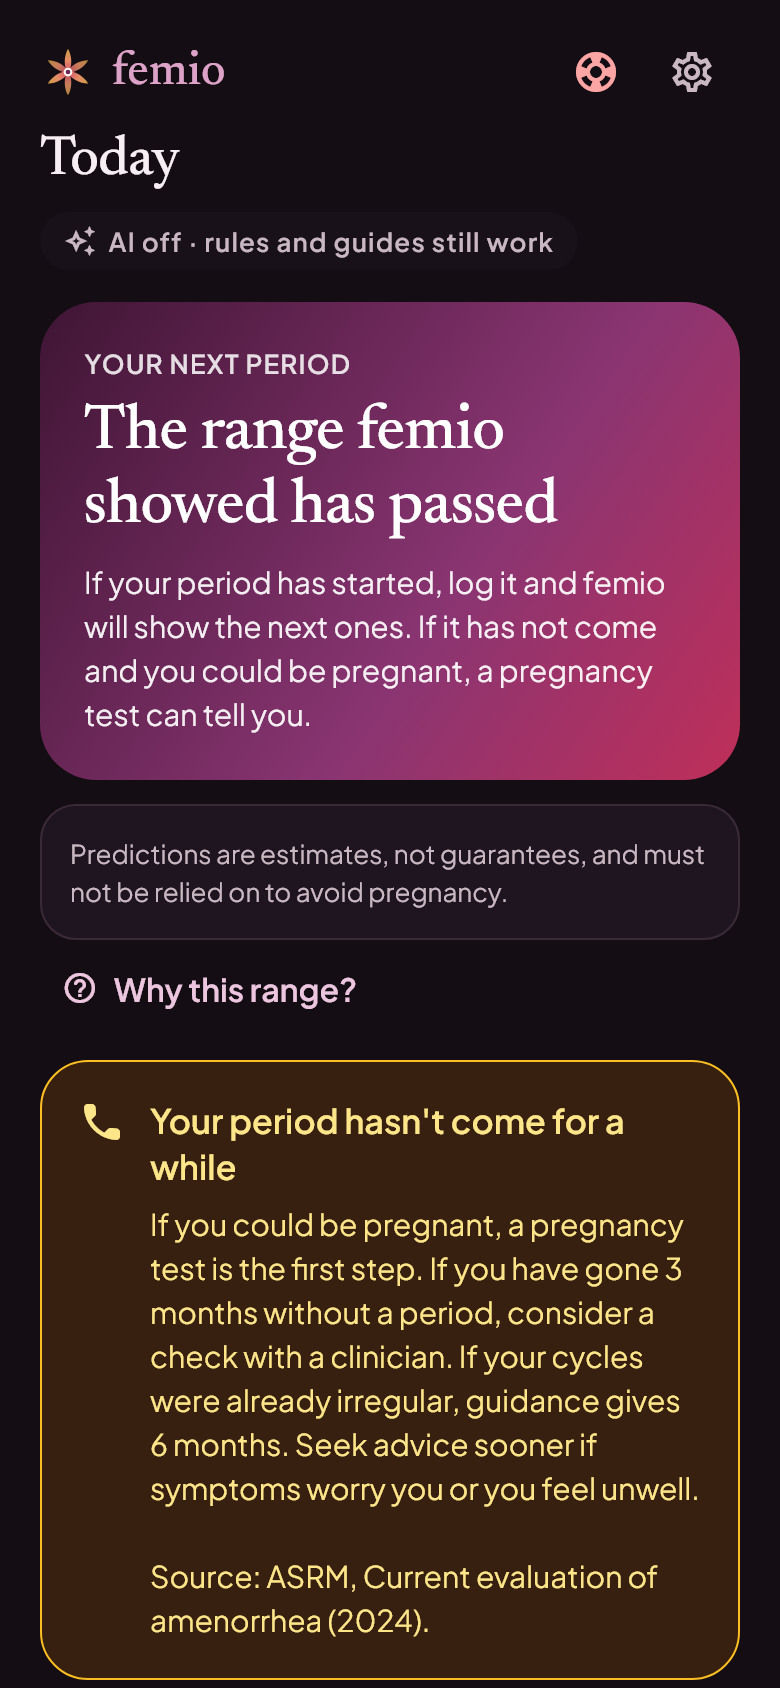 femio
Today
AI off · rules and guides still work
YOUR NEXT PERIOD
The range femio
showed has passed
If your period has started, log it and femio
will show the next ones. If it has not come
and you could be pregnant, a pregnancy
test can tell you.
Predictions are estimates, not guarantees, and must
not be relied on to avoid pregnancy.
Why this range?
Your period hasn't come for a
while
If you could be pregnant, a pregnancy
test is the first step. If you have gone 3
months without a period, consider a
check with a clinician. If your cycles
were already irregular, guidance gives
6 months. Seek advice sooner if
symptoms worry you or you feel unwell.
Source: ASRM, Current evaluation of
amenorrhea (2024).